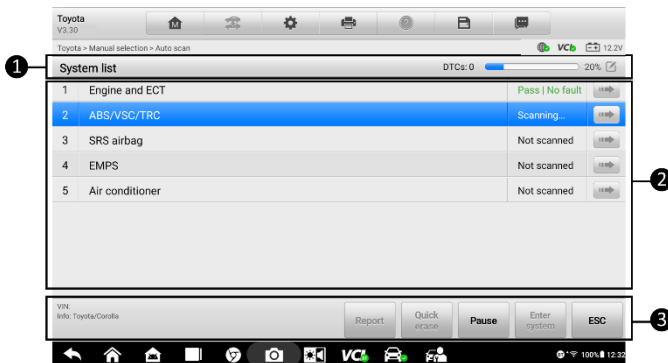 Toyota
V3.30
Toyota > Manual selection > Auto scan
VCI 12.2V
1 System list DTCs: 0 20%
1 Engine and ECT Pass | No fault
2 ABS/VSC/TRC Scanning...
3 SRS airbag Not scanned
4 EMPS Not scanned
2
5 Air conditioner Not scanned
VIN:
Info: Toyota/Corolla
Report Quick erase Pause Enter system ESC 3
VCI 100% 12:32